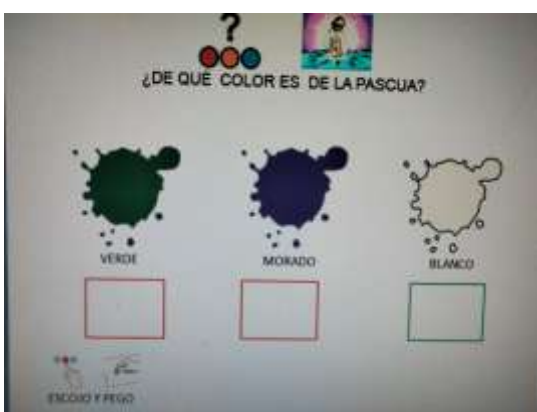 ?
¿DE QUÉ COLOR ES DE LA PASCUA?
VERDE
MORADO
BLANCO
ESCOJO Y PEGO